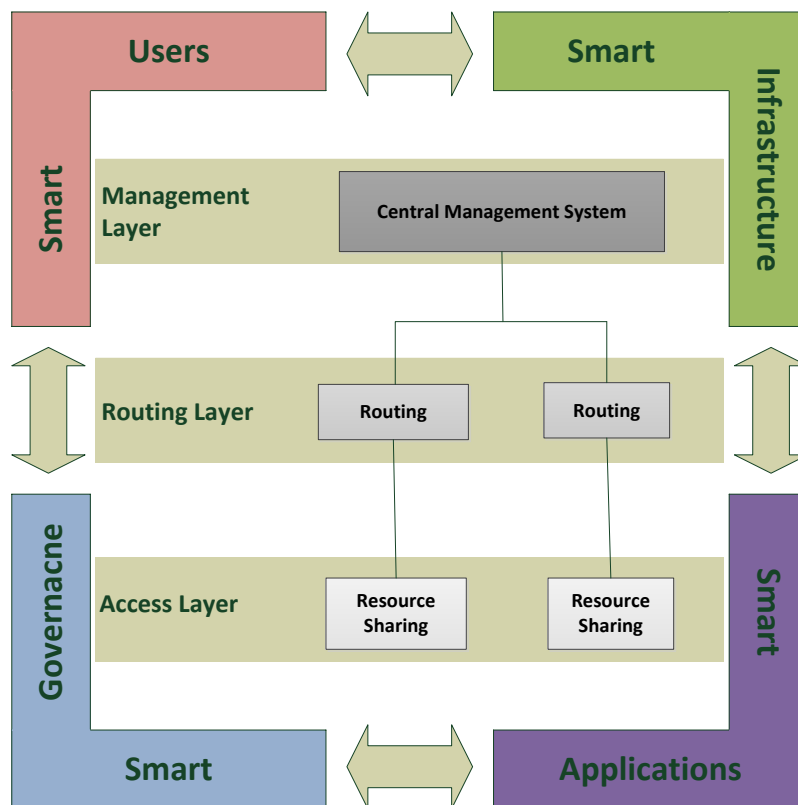 Users
Smart
Smart
Infrastructure
Management
Layer
Central Management System
Routing Layer
Routing
Routing
Access Layer
Resource
Sharing
Resource
Sharing
Governacne
Smart
Smart
Applications